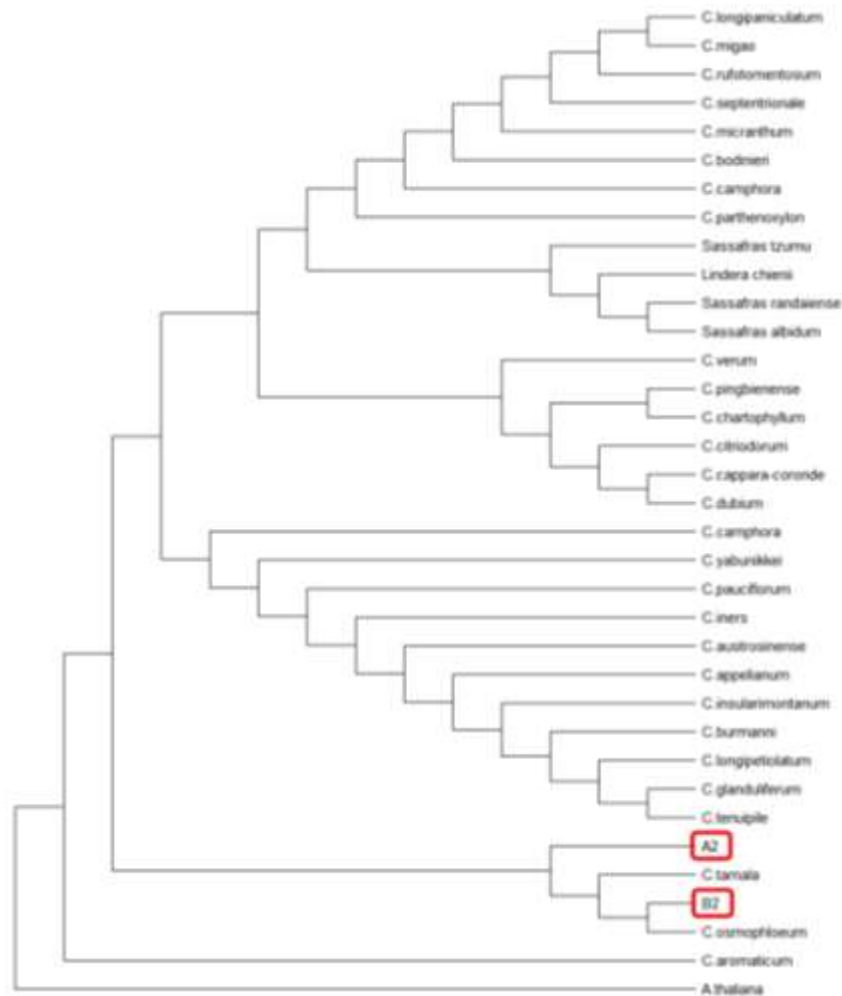 C.longipaniculatum
C.migao
C.rufotomentosum
C.septentrionale
C.micranthum
C.bodinieri
C.camphora
C.parthenoxylon
Sassafras tzumu
Lindera chienii
Sassafras randaiense
Sassafras albidum
C.verum
C.pingbienense
C.chartophyllum
C.citriodorum
C.cappara-coronde
C.dubium
C.camphora
C.yabunikkei
C.pauciflorum
C.iners
C.austrosinense
C.appelianum
C.insularimontanum
C.burmanni
C.longipetiolatum
C.glanduliferum
C.tenuipile
A2
C.tamala
B2
C.osmophloeum
C.aromaticum
A.thaliana